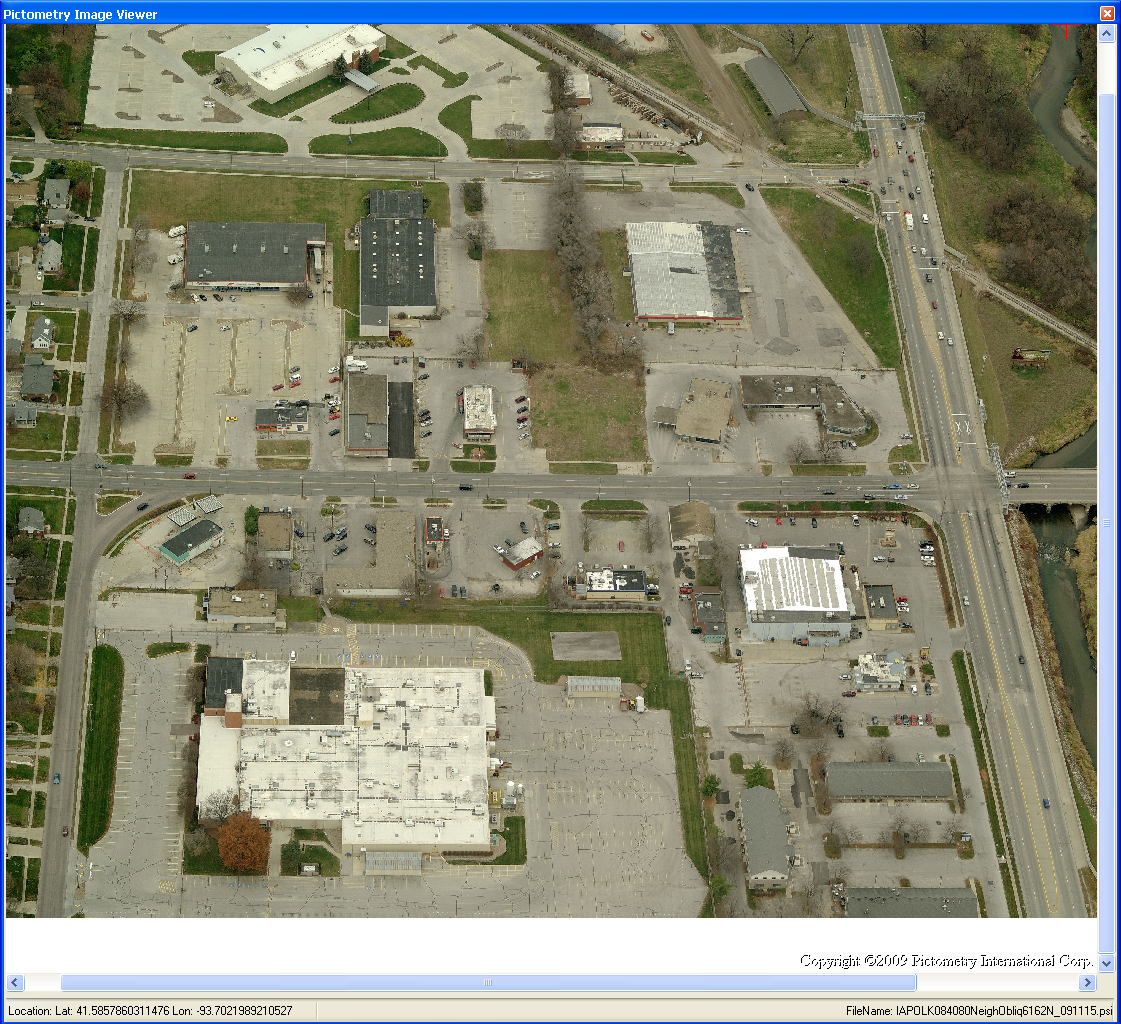 Pictometry Image Viewer
Copyright ©2009 Pictometry International Corp.
Location: Lat: 41.5857860311476 Lon: -93.7021989210527
FileName: IAPOLK084080NeighObliq6162N_091115.psi